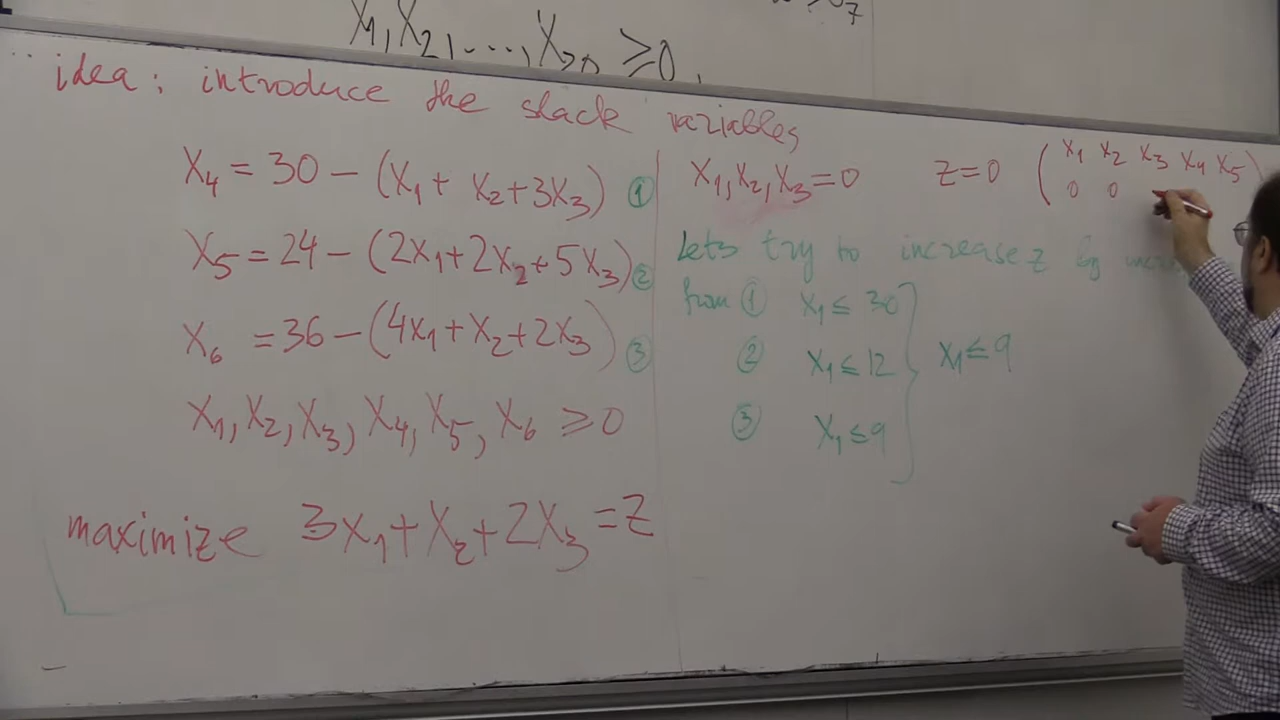 X₁, X₂, ..., X₂₀ ≥ 0.
7
idea: introduce the slack variables
X₄ = 30 − (X₁ + X₂ + 3X₃) ①
X₅ = 24 − (2X₁ + 2X₂ + 5X₃) ②
X₆ = 36 − (4X₁ + X₂ + 2X₃) ③
X₁, X₂, X₃, X₄, X₅, X₆ ≥ 0
maximize 3X₁ + X₂ + 2X₃ = Z
X₁, X₂, X₃ = 0 Z = 0 ( X₁ X₂ X₃ X₄ X₅ )
0 0
Lets try to increase Z by
from ① X₁ ≤ 30
② X₁ ≤ 12 } X₁ ≤ 9
③ X₁ ≤ 9